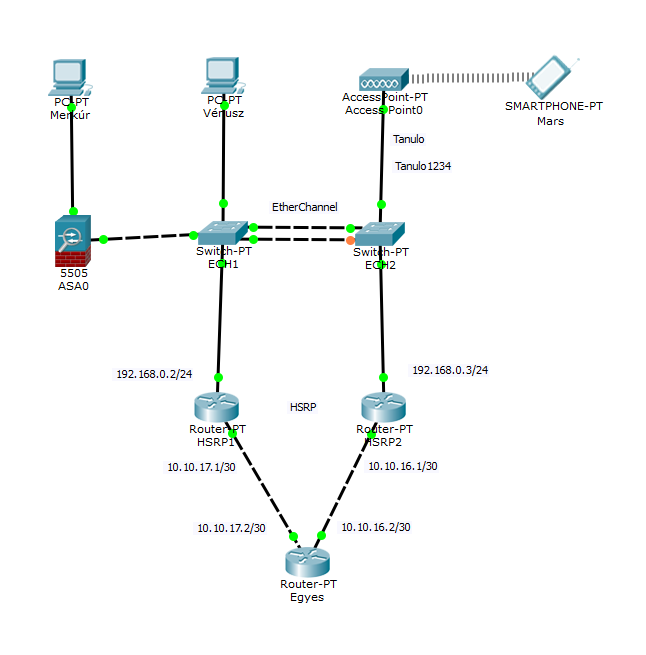 PC-PT
Merkúr
PC-PT
Vénusz
AccessPoint-PT
Access Point0
SMARTPHONE-PT
Mars
Tanulo
Tanulo1234
EtherChannel
5505
ASA0
Switch-PT
ECH1
Switch-PT
ECH2
192.168.0.2/24
192.168.0.3/24
Router-PT
HSRP1
HSRP
Router-PT
HSRP2
10.10.17.1/30
10.10.16.1/30
10.10.17.2/30
10.10.16.2/30
Router-PT
Egyes